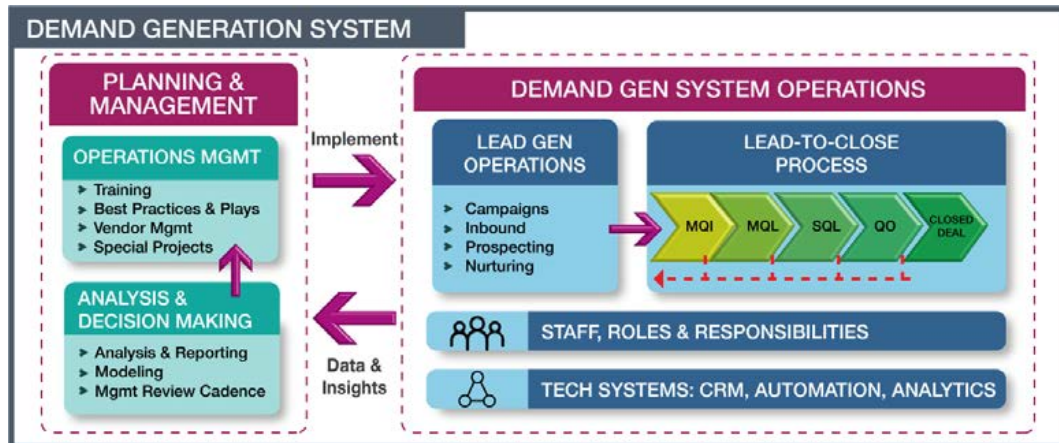 DEMAND GENERATION SYSTEM
PLANNING &
MANAGEMENT
OPERATIONS MGMT
Training
Best Practices & Plays
Vendor Mgmt
Special Projects
ANALYSIS &
DECISION MAKING
Analysis & Reporting
Modeling
Mgmt Review Cadence
Implement
Data &
Insights
DEMAND GEN SYSTEM OPERATIONS
LEAD GEN
OPERATIONS
Campaigns
Inbound
Prospecting
Nurturing
LEAD-TO-CLOSE
PROCESS
MQI
MQL
SQL
QO
CLOSED
DEAL
STAFF, ROLES & RESPONSIBILITIES
TECH SYSTEMS: CRM, AUTOMATION, ANALYTICS